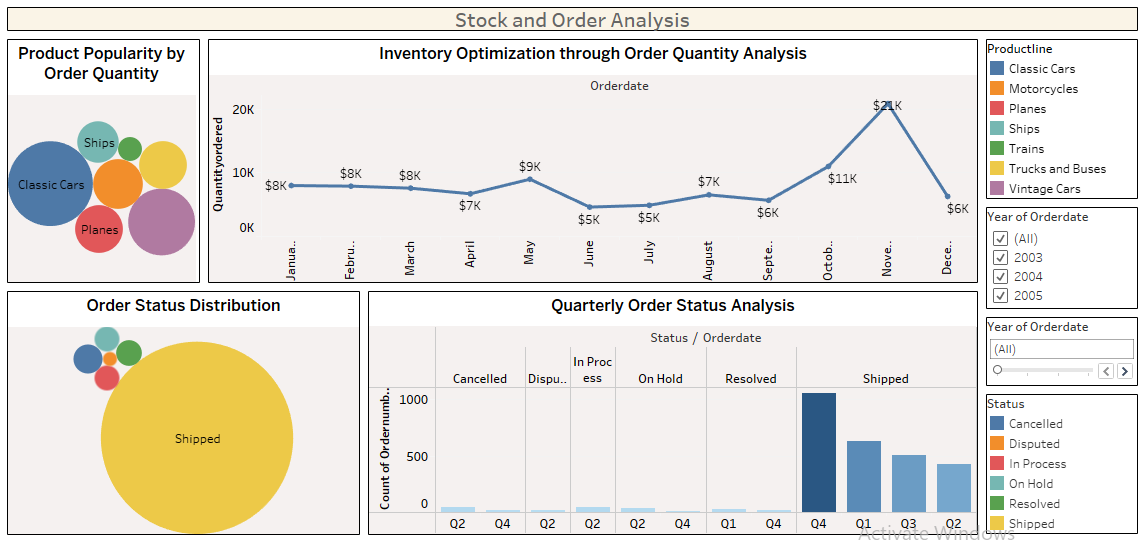 Stock and Order Analysis
Product Popularity by
Order Quantity
Ships
Classic Cars
Planes
Inventory Optimization through Order Quantity Analysis
Orderdate
Quantityordered
20K
10K
0K
$8K
$8K
$8K
$7K
$9K
$5K
$5K
$7K
$6K
$11K
$21K
$6K
Janua..
Febru..
March
April
May
June
July
August
Septe..
Octob..
Nove..
Dece..
Productline
Classic Cars
Motorcycles
Planes
Ships
Trains
Trucks and Buses
Vintage Cars
Year of Orderdate
(All)
2003
2004
2005
Year of Orderdate
(All)
Order Status Distribution
Shipped
Quarterly Order Status Analysis
Status / Orderdate
Cancelled
Dispu..
In Proc
ess
On Hold
Resolved
Shipped
Count of Ordernumb..
1000
500
0
Q2 Q4 Q2 Q2 Q2 Q4 Q1 Q4 Q4 Q1 Q3 Q2
Status
Cancelled
Disputed
In Process
On Hold
Resolved
Shipped
Activate Windows